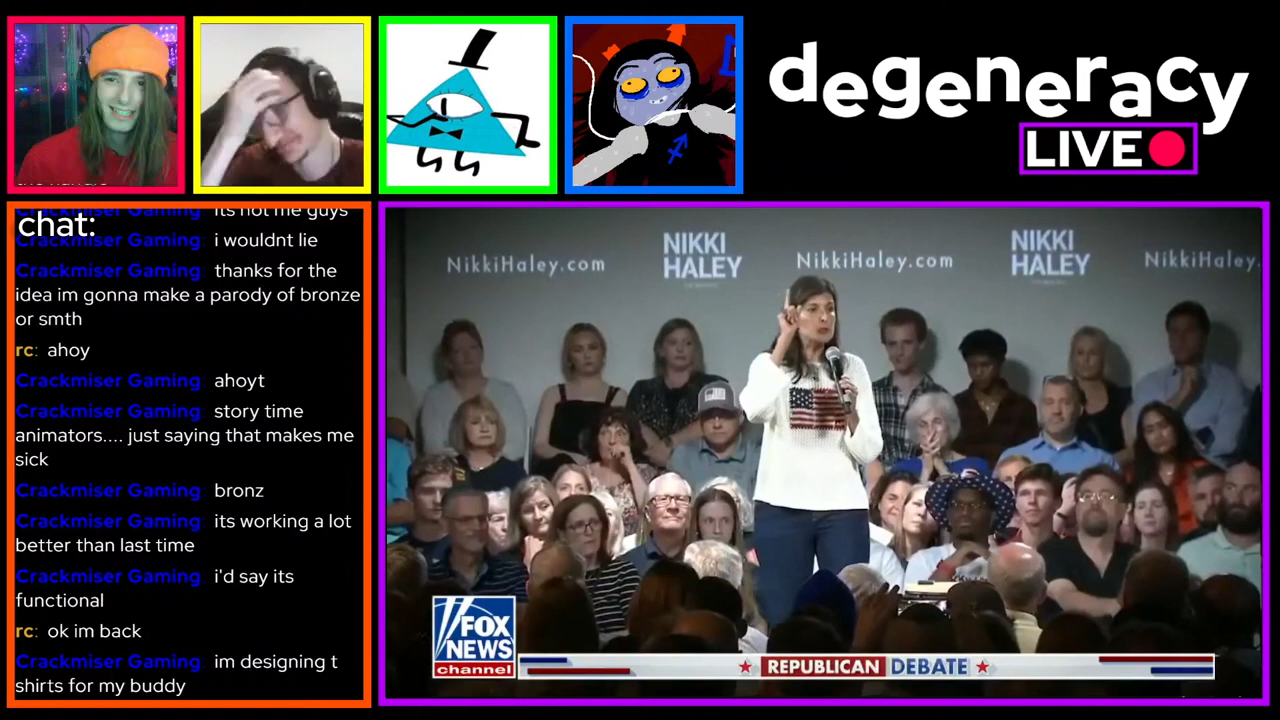 degeneracy
LIVE
chat:
Crackmiser Gaming its not me guys
Crackmiser Gaming i wouldnt lie
Crackmiser Gaming thanks for the
idea im gonna make a parody of bronze
or smth
rc: ahoy
Crackmiser Gaming ahoyt
Crackmiser Gaming story time
animators.... just saying that makes me
sick
Crackmiser Gaming bronz
Crackmiser Gaming its working a lot
better than last time
Crackmiser Gaming i'd say its
functional
rc: ok im back
Crackmiser Gaming im designing t
shirts for my buddy
NikkiHaley.com
NIKKI
HALEY
NikkiHaley.com
NIKKI
HALEY
NikkiHaley.
FOX
NEWS
channel
REPUBLICAN DEBATE